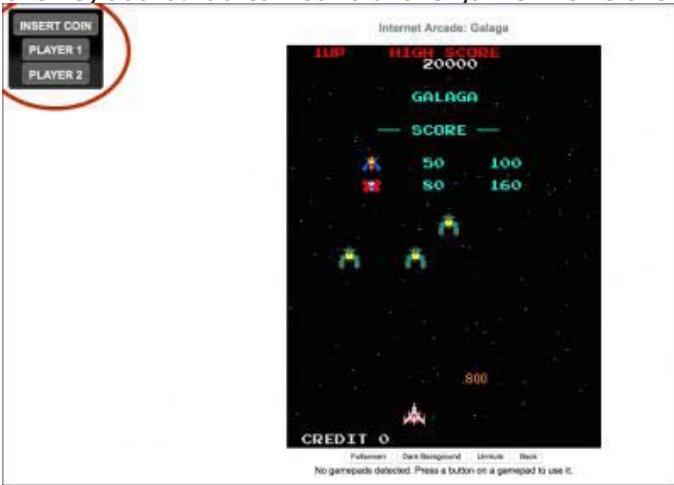 INSERT COIN
PLAYER 1
PLAYER 2
Internet Arcade: Galaga
1UP HIGH SCORE
20000
GALAGA
— SCORE —
50 100
80 160
800
CREDIT 0
Fullscreen Dark Background Unmute Back
No gamepads detected. Press a button on a gamepad to use it.